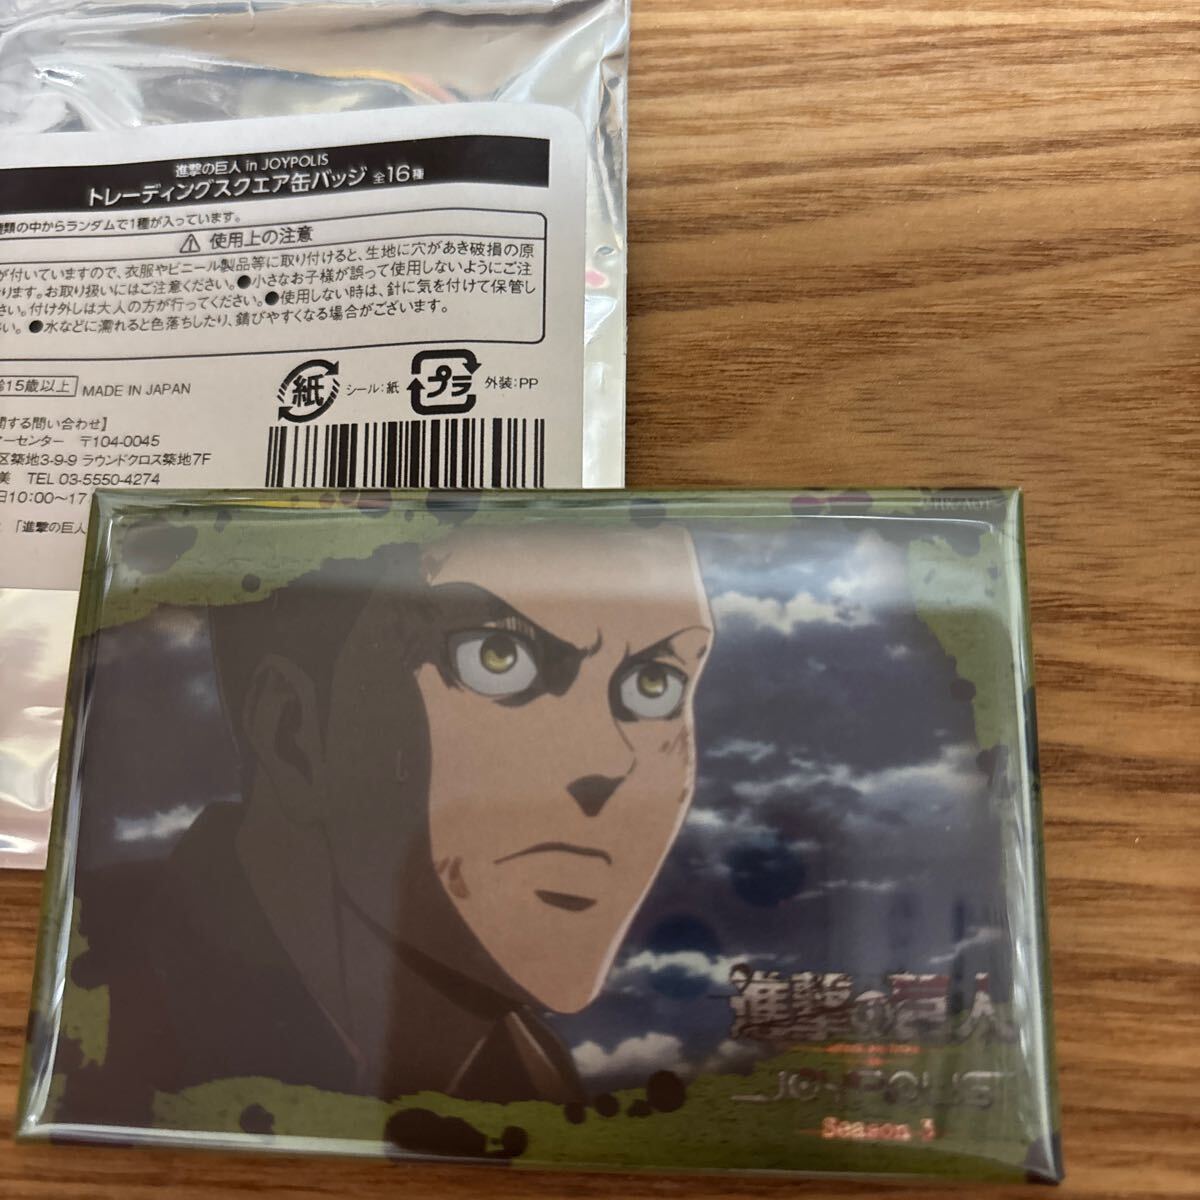 進撃の巨人 in JOYPOLIS
トレーディングスクエア缶バッジ 全16種
類の中からランダムで1種が入っています。
⚠ 使用上の注意
が付いていますので、衣服やビニール製品等に取り付けると、生地に穴があき破損の原
ります。お取り扱いにはご注意ください。●小さなお子様が誤って使用しないようにご注
さい。付け外しは大人の方が行ってください。●使用しない時は、針に気を付けて保管し
い。●水などに濡れると色落ちしたり、錆びやすくなる場合がございます。
齢15歳以上 MADE IN JAPAN
紙 シール:紙 プラ 外装:PP
関する問い合わせ】
ーセンター 〒104-0045
区築地3-9-9 ラウンドクロス築地7F
美 TEL 03-5550-4274
日10:00〜17
「進撃の巨人
進撃の巨人
JOYPOLIS
Season 3